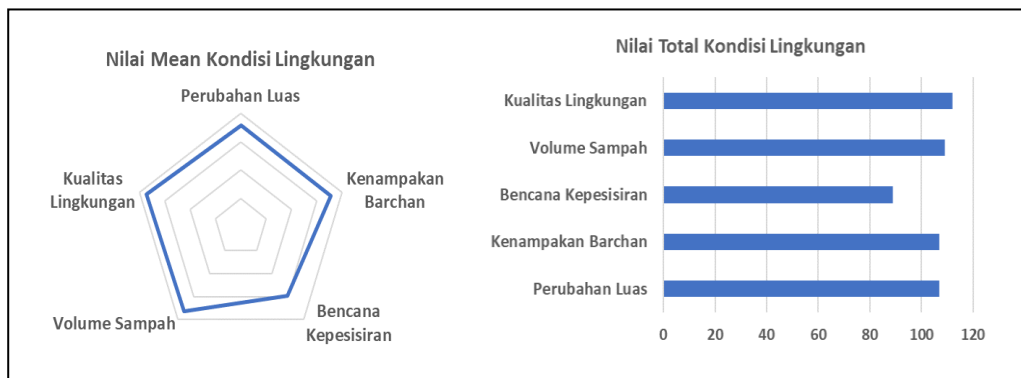 Nilai Mean Kondisi Lingkungan
Perubahan Luas
Kenampakan
Barchan
Bencana
Kepesisiran
Volume Sampah
Kualitas
Lingkungan
Nilai Total Kondisi Lingkungan
Kualitas Lingkungan
Volume Sampah
Bencana Kepesisiran
Kenampakan Barchan
Perubahan Luas
0 20 40 60 80 100 120